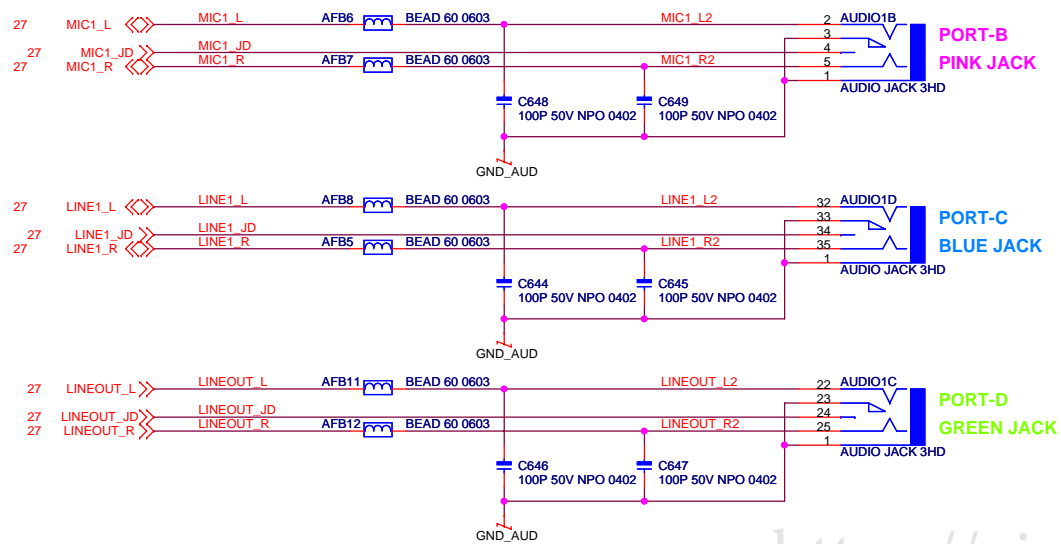 27 MIC1_L MIC1_L AFB6 BEAD 60 0603 MIC1_L2 2 AUDIO1B
3 PORT-B
27 MIC1_JD MIC1_JD 4
27 MIC1_R MIC1_R AFB7 BEAD 60 0603 MIC1_R2 5 PINK JACK
1
AUDIO JACK 3HD
C648 C649
100P 50V NPO 0402 100P 50V NPO 0402
GND_AUD
27 LINE1_L LINE1_L AFB8 BEAD 60 0603 LINE1_L2 32 AUDIO1D
33 PORT-C
27 LINE1_JD LINE1_JD 34
27 LINE1_R LINE1_R AFB5 BEAD 60 0603 LINE1_R2 35 BLUE JACK
1
AUDIO JACK 3HD
C644 C645
100P 50V NPO 0402 100P 50V NPO 0402
GND_AUD
27 LINEOUT_L LINEOUT_L AFB11 BEAD 60 0603 LINEOUT_L2 22 AUDIO1C
23 PORT-D
27 LINEOUT_JD LINEOUT_JD 24
27 LINEOUT_R LINEOUT_R AFB12 BEAD 60 0603 LINEOUT_R2 25 GREEN JACK
1
AUDIO JACK 3HD
C646 C647
100P 50V NPO 0402 100P 50V NPO 0402
GND_AUD